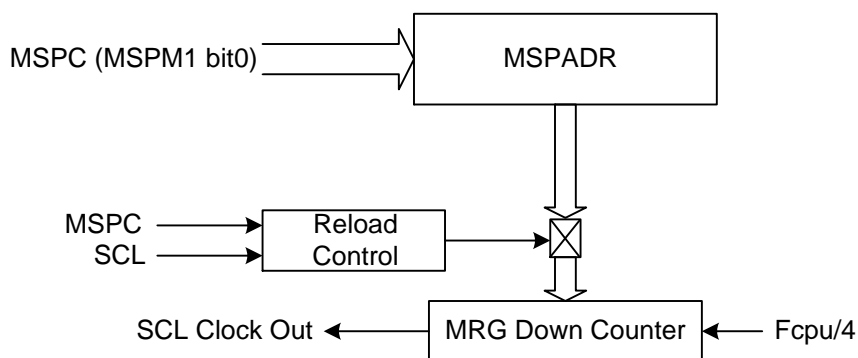 MSPC (MSPM1 bit0)
MSPADR
MSPC
SCL
Reload
Control
SCL Clock Out
MRG Down Counter
Fcpu/4